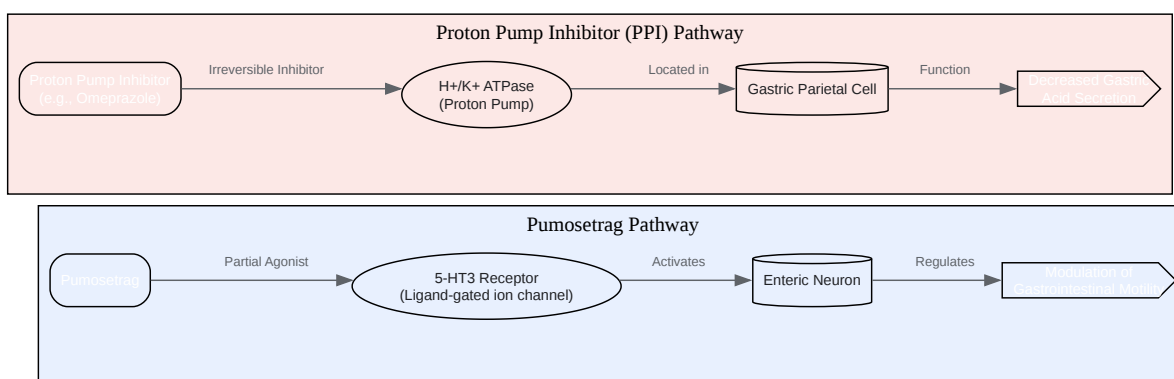 Proton Pump Inhibitor (PPI) Pathway
Proton Pump Inhibitor
(e.g., Omeprazole)
Irreversible Inhibitor
H+/K+ ATPase
(Proton Pump)
Located in
Gastric Parietal Cell
Function
Decreased Gastric
Acid Secretion
Pumosetrag Pathway
Pumosetrag
Partial Agonist
5-HT3 Receptor
(Ligand-gated ion channel)
Activates
Enteric Neuron
Regulates
Modulation of
Gastrointestinal Motility